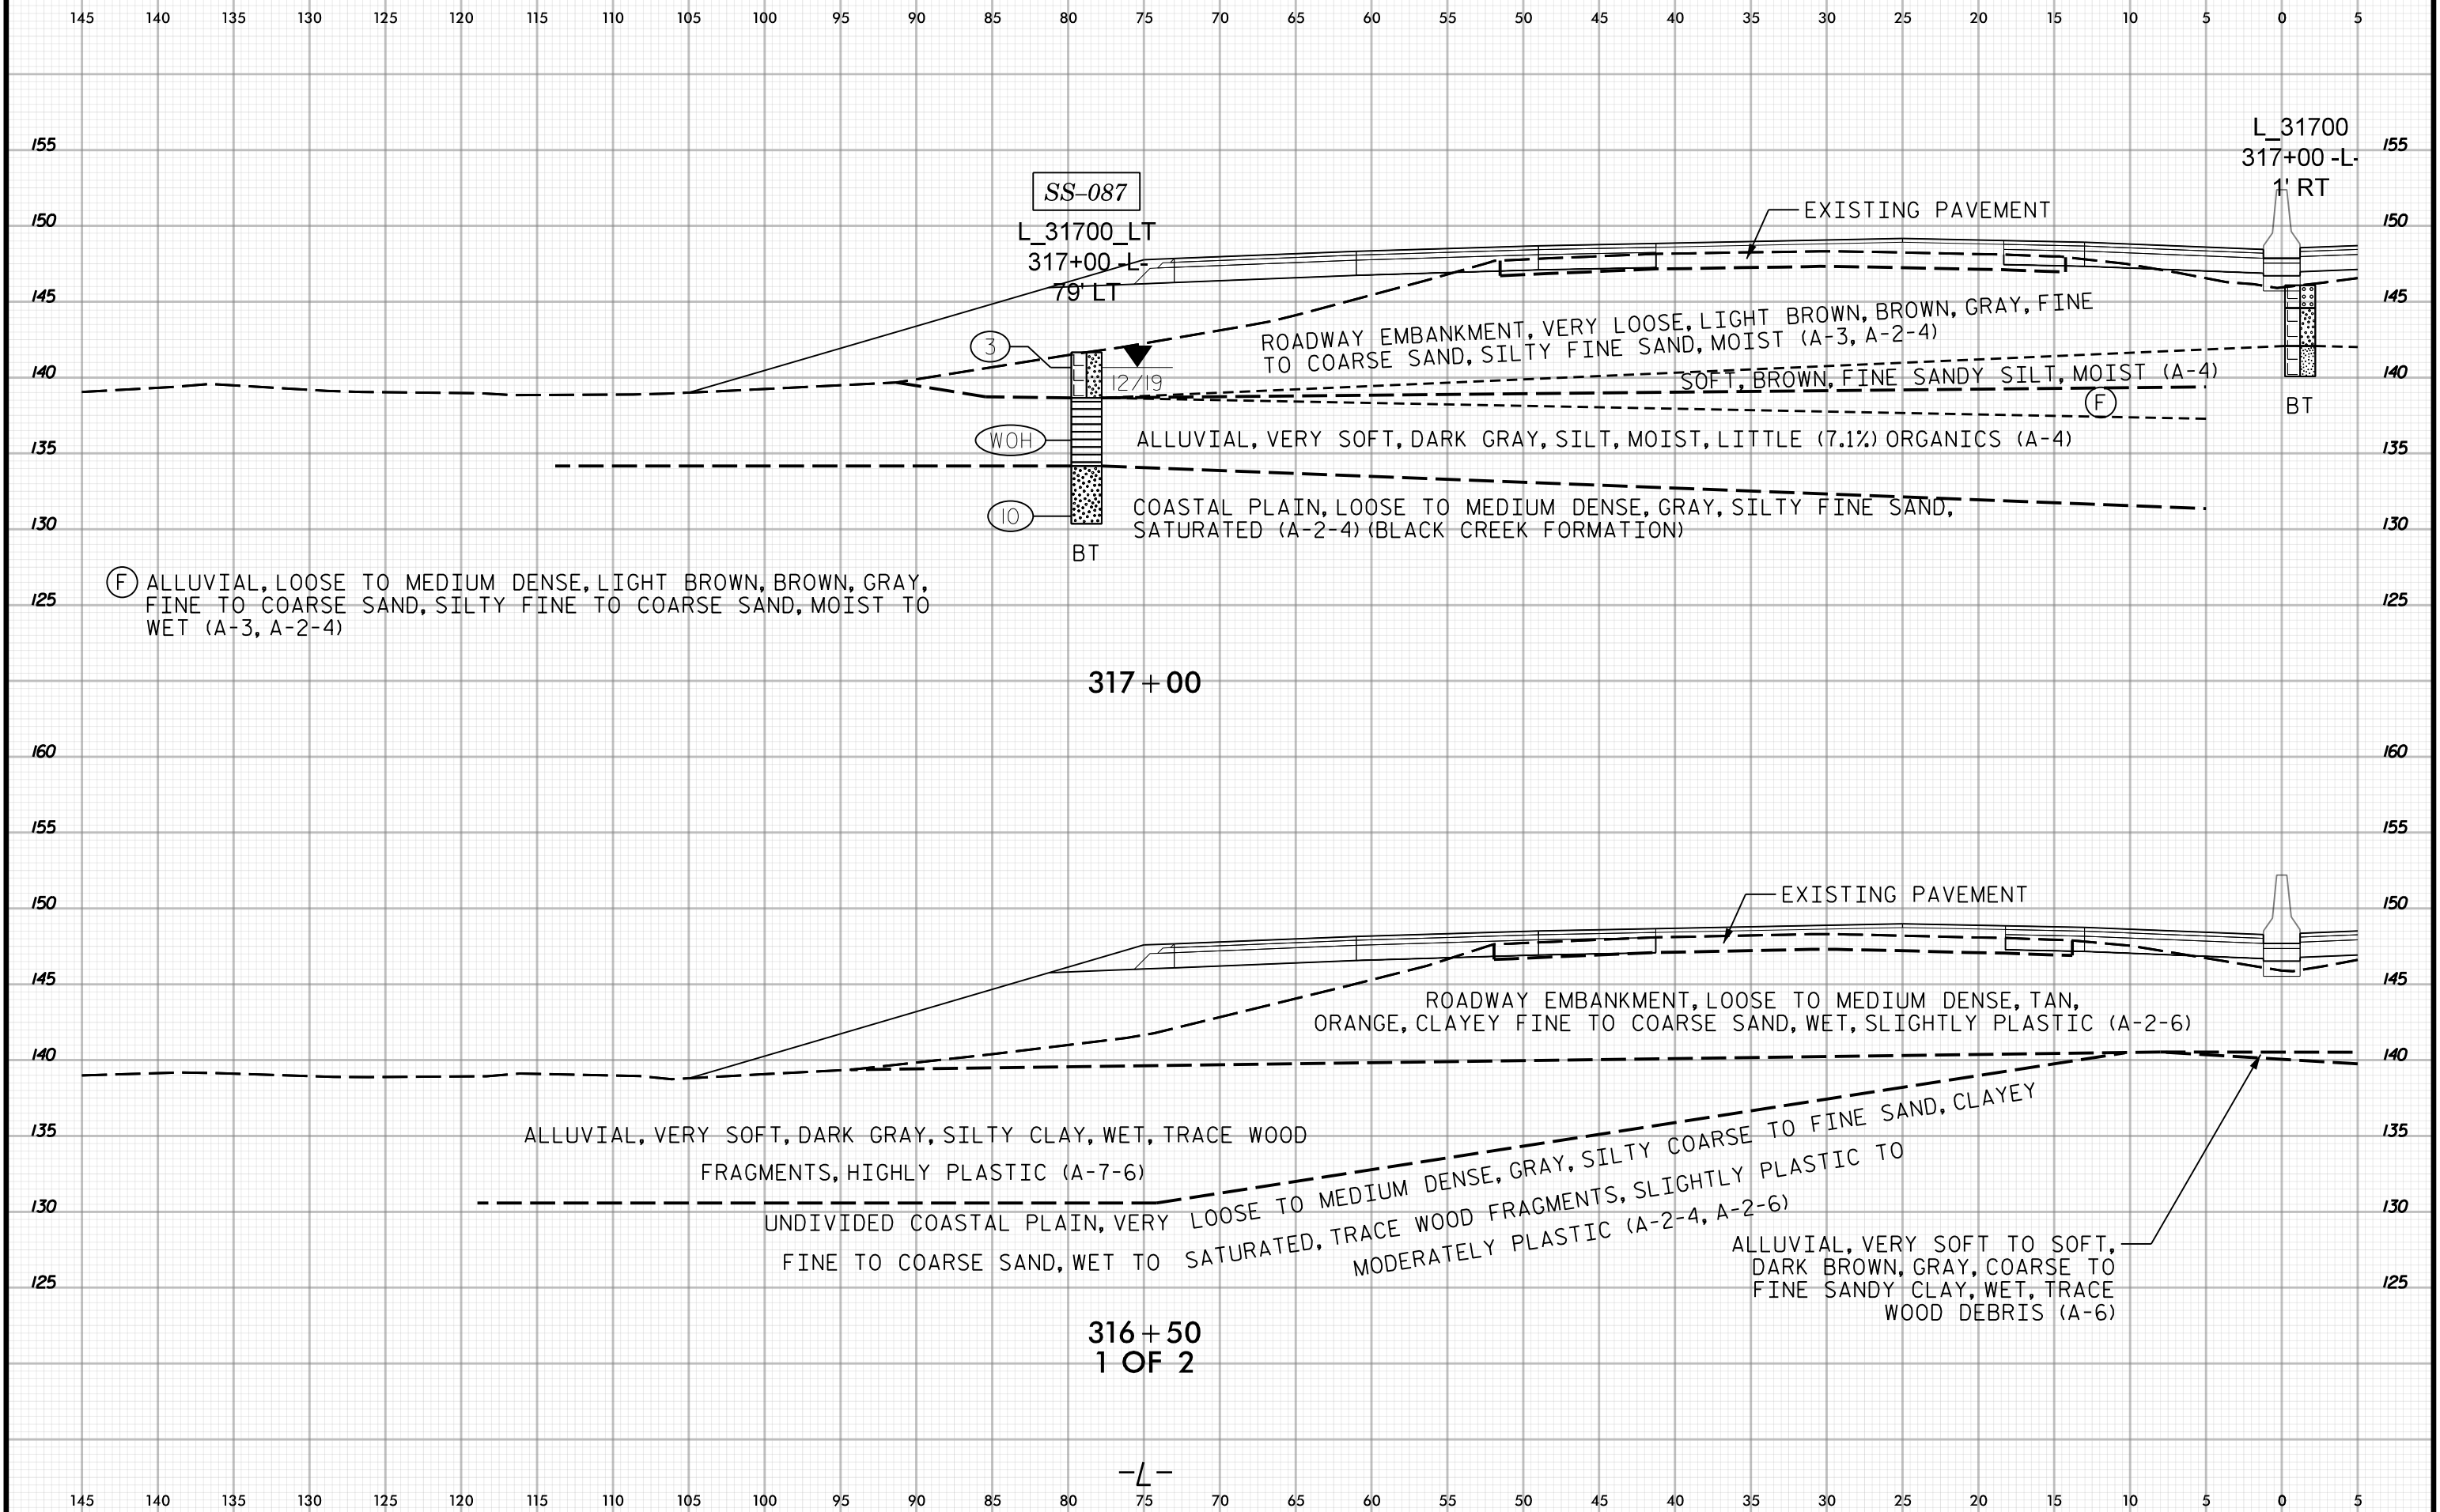 145 140 135 130 125 120 115 110 105 100 95 90 85 80 75 70 65 60 55 50 45 40 35 30 25 20 15 10 5 0 5
L_31700
155 317+00 -L- 155
1' RT
SS-087
150 L_31700_LT EXISTING PAVEMENT 150
317+00 -L-
79' LT
145 145
ROADWAY EMBANKMENT, VERY LOOSE, LIGHT BROWN, BROWN, GRAY, FINE
TO COARSE SAND, SILTY FINE SAND, MOIST (A-3, A-2-4)
3
12/19
140 SOFT, BROWN, FINE SANDY SILT, MOIST (A-4) 140
F
BT
135 WOH ALLUVIAL, VERY SOFT, DARK GRAY, SILT, MOIST, LITTLE (7.1%) ORGANICS (A-4) 135
10 COASTAL PLAIN, LOOSE TO MEDIUM DENSE, GRAY, SILTY FINE SAND,
130 SATURATED (A-2-4) (BLACK CREEK FORMATION) 130
BT
F ALLUVIAL, LOOSE TO MEDIUM DENSE, LIGHT BROWN, BROWN, GRAY,
125 FINE TO COARSE SAND, SILTY FINE TO COARSE SAND, MOIST TO 125
WET (A-3, A-2-4)
317+00
160 160
155 155
150 EXISTING PAVEMENT 150
145 145
ROADWAY EMBANKMENT, LOOSE TO MEDIUM DENSE, TAN,
ORANGE, CLAYEY FINE TO COARSE SAND, WET, SLIGHTLY PLASTIC (A-2-6)
140 140
135 135
ALLUVIAL, VERY SOFT, DARK GRAY, SILTY CLAY, WET, TRACE WOOD
FRAGMENTS, HIGHLY PLASTIC (A-7-6)
130 130
UNDIVIDED COASTAL PLAIN, VERY LOOSE TO MEDIUM DENSE, GRAY, SILTY COARSE TO FINE SAND, CLAYEY
FINE TO COARSE SAND, WET TO SATURATED, TRACE WOOD FRAGMENTS, SLIGHTLY PLASTIC TO
MODERATELY PLASTIC (A-2-4, A-2-6)
125 125
ALLUVIAL, VERY SOFT TO SOFT,
DARK BROWN, GRAY, COARSE TO
FINE SANDY CLAY, WET, TRACE
WOOD DEBRIS (A-6)
316+50
1 OF 2
-L-
145 140 135 130 125 120 115 110 105 100 95 90 85 80 75 70 65 60 55 50 45 40 35 30 25 20 15 10 5 0 5